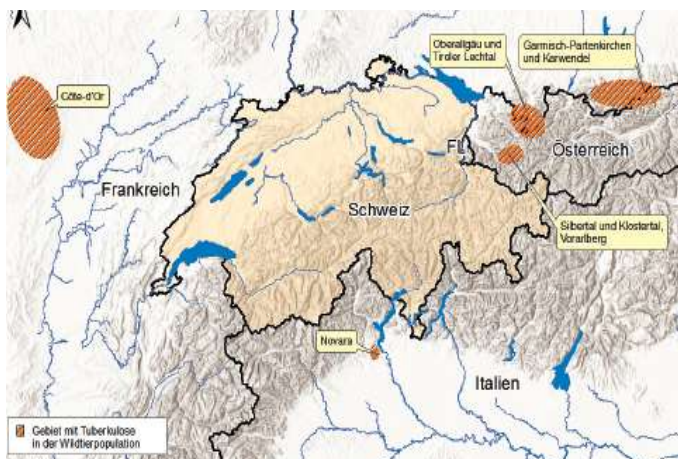 Oberallgäu und
Tiroler Lechtal
Garmisch-Partenkirchen
und Karwendel
Côte-d'Or
FL
Österreich
Frankreich
Schweiz
Silbertal und Klostertal,
Vorarlberg
Novara
Italien
Gebiet mit Tuberkulose
in der Wildtierpopulation